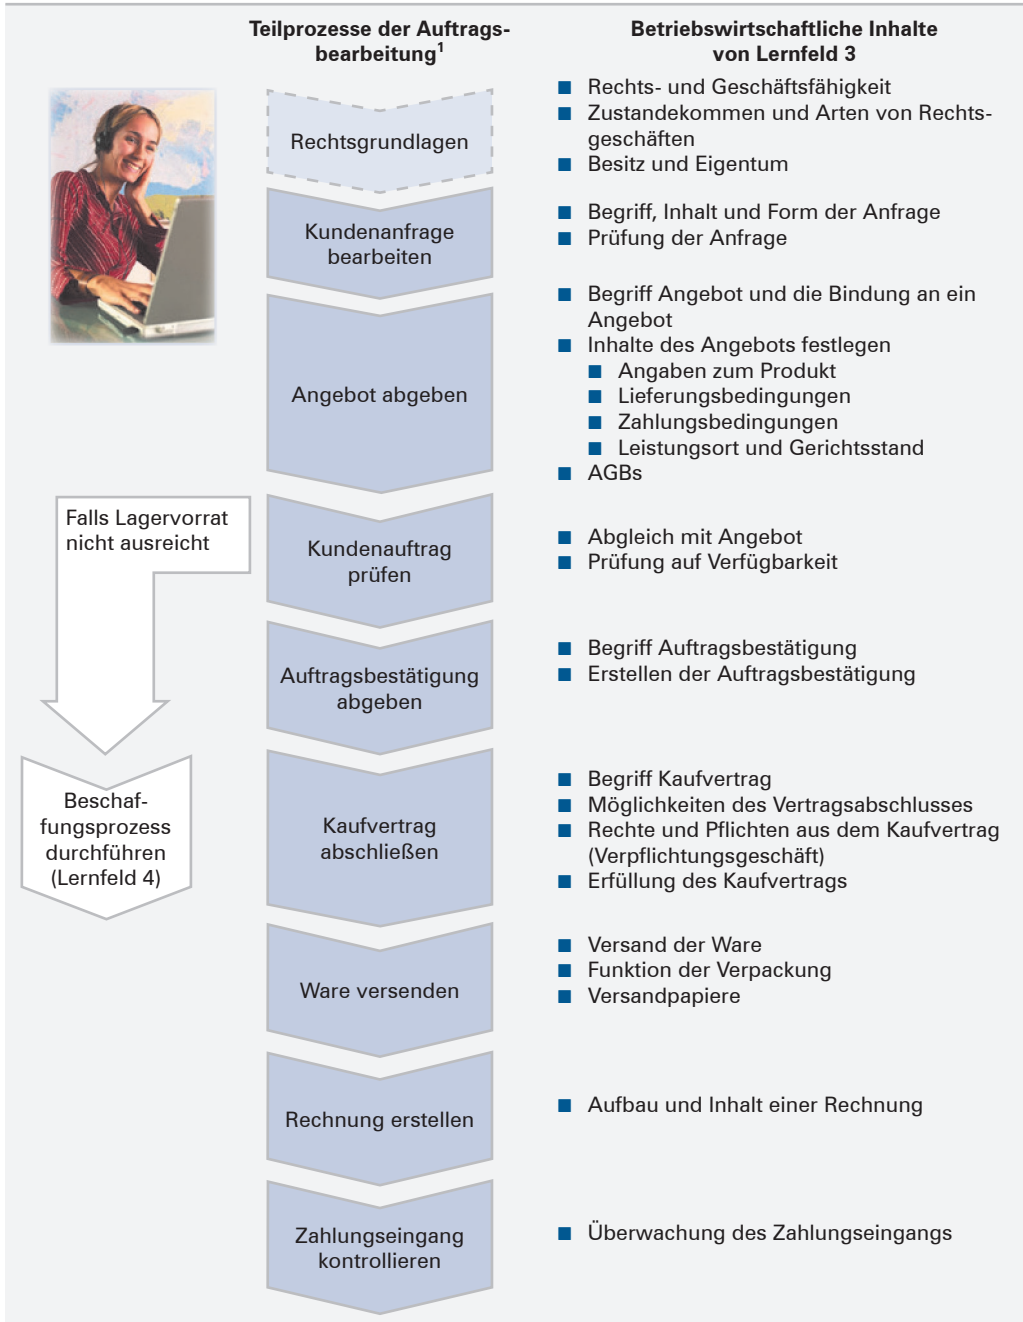 Teilprozesse der Auftrags-
bearbeitung¹
Betriebswirtschaftliche Inhalte
von Lernfeld 3
Rechtsgrundlagen
■ Rechts- und Geschäftsfähigkeit
■ Zustandekommen und Arten von Rechts-
geschäften
■ Besitz und Eigentum
Kundenanfrage
bearbeiten
■ Begriff, Inhalt und Form der Anfrage
■ Prüfung der Anfrage
Angebot abgeben
■ Begriff Angebot und die Bindung an ein
Angebot
■ Inhalte des Angebots festlegen
■ Angaben zum Produkt
■ Lieferungsbedingungen
■ Zahlungsbedingungen
■ Leistungsort und Gerichtsstand
■ AGBs
Falls Lagervorrat
nicht ausreicht
Kundenauftrag
prüfen
■ Abgleich mit Angebot
■ Prüfung auf Verfügbarkeit
Auftragsbestätigung
abgeben
■ Begriff Auftragsbestätigung
■ Erstellen der Auftragsbestätigung
Beschaf-
fungsprozess
durchführen
(Lernfeld 4)
Kaufvertrag
abschließen
■ Begriff Kaufvertrag
■ Möglichkeiten des Vertragsabschlusses
■ Rechte und Pflichten aus dem Kaufvertrag
(Verpflichtungsgeschäft)
■ Erfüllung des Kaufvertrags
Ware versenden
■ Versand der Ware
■ Funktion der Verpackung
■ Versandpapiere
Rechnung erstellen
■ Aufbau und Inhalt einer Rechnung
Zahlungseingang
kontrollieren
■ Überwachung des Zahlungseingangs